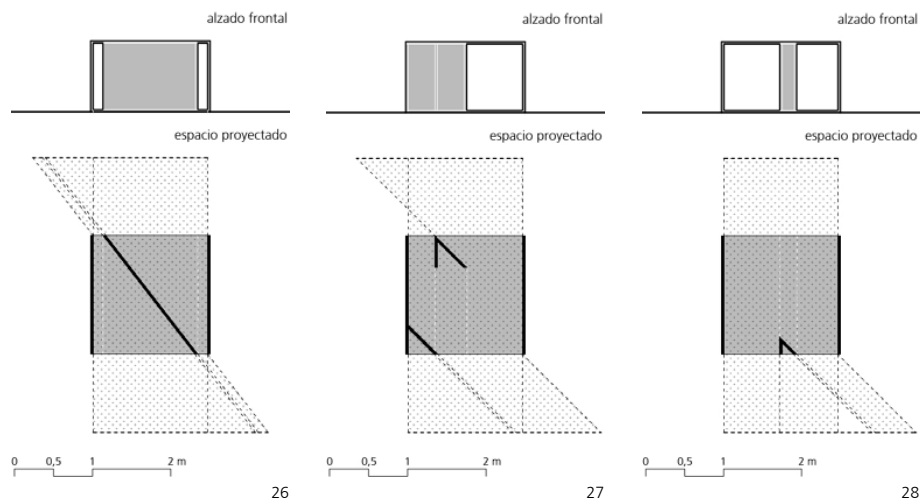 alzado frontal
espacio proyectado
0 0,5 1 2 m
26
alzado frontal
espacio proyectado
0 0,5 1 2 m
27
alzado frontal
espacio proyectado
0 0,5 1 2 m
28